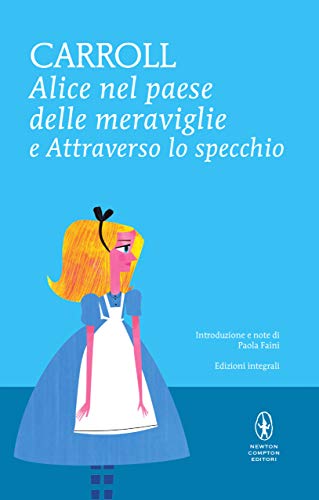 CARROLL
Alice nel paese
delle meraviglie
e Attraverso lo specchio
Introduzione e note di
Paola Faini
Edizioni integrali
NEWTON
COMPTON
EDITORI